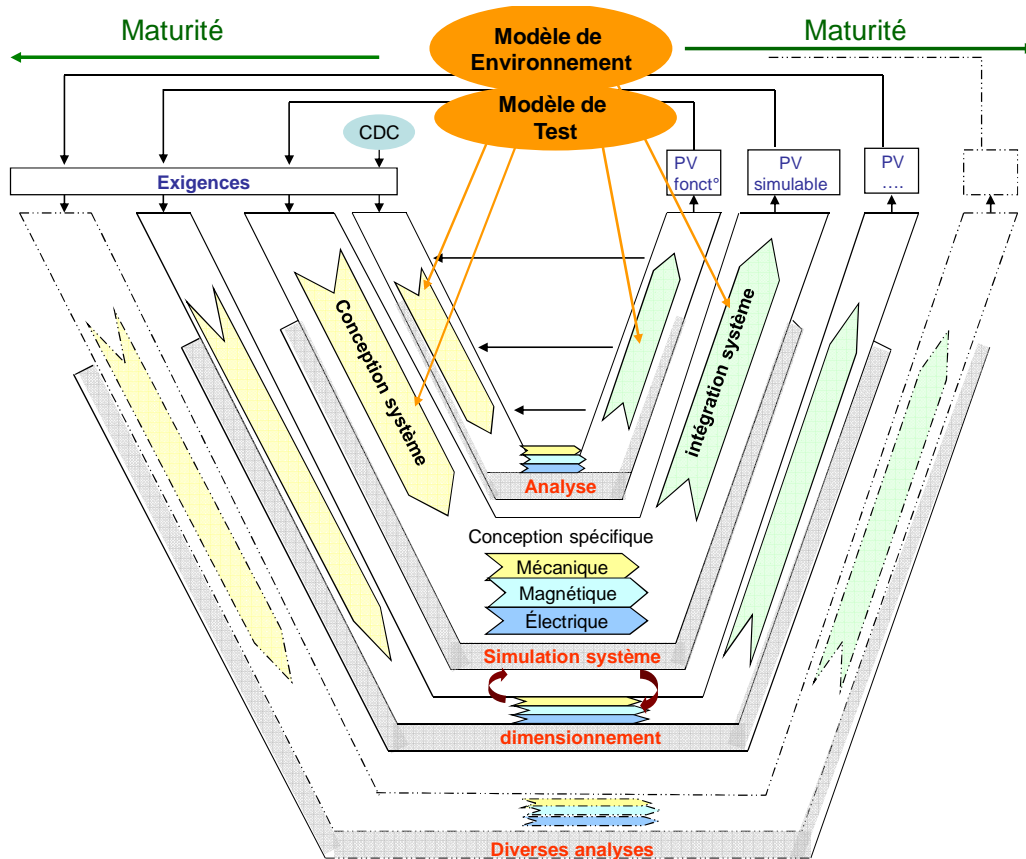 Maturité
Modèle de
Environnement
Maturité
Modèle de
Test
CDC
Exigences
PV
fonct°
PV
simulable
PV
....
Conception système
intégration système
Analyse
Conception spécifique
Mécanique
Magnétique
Électrique
Simulation système
dimensionnement
Diverses analyses